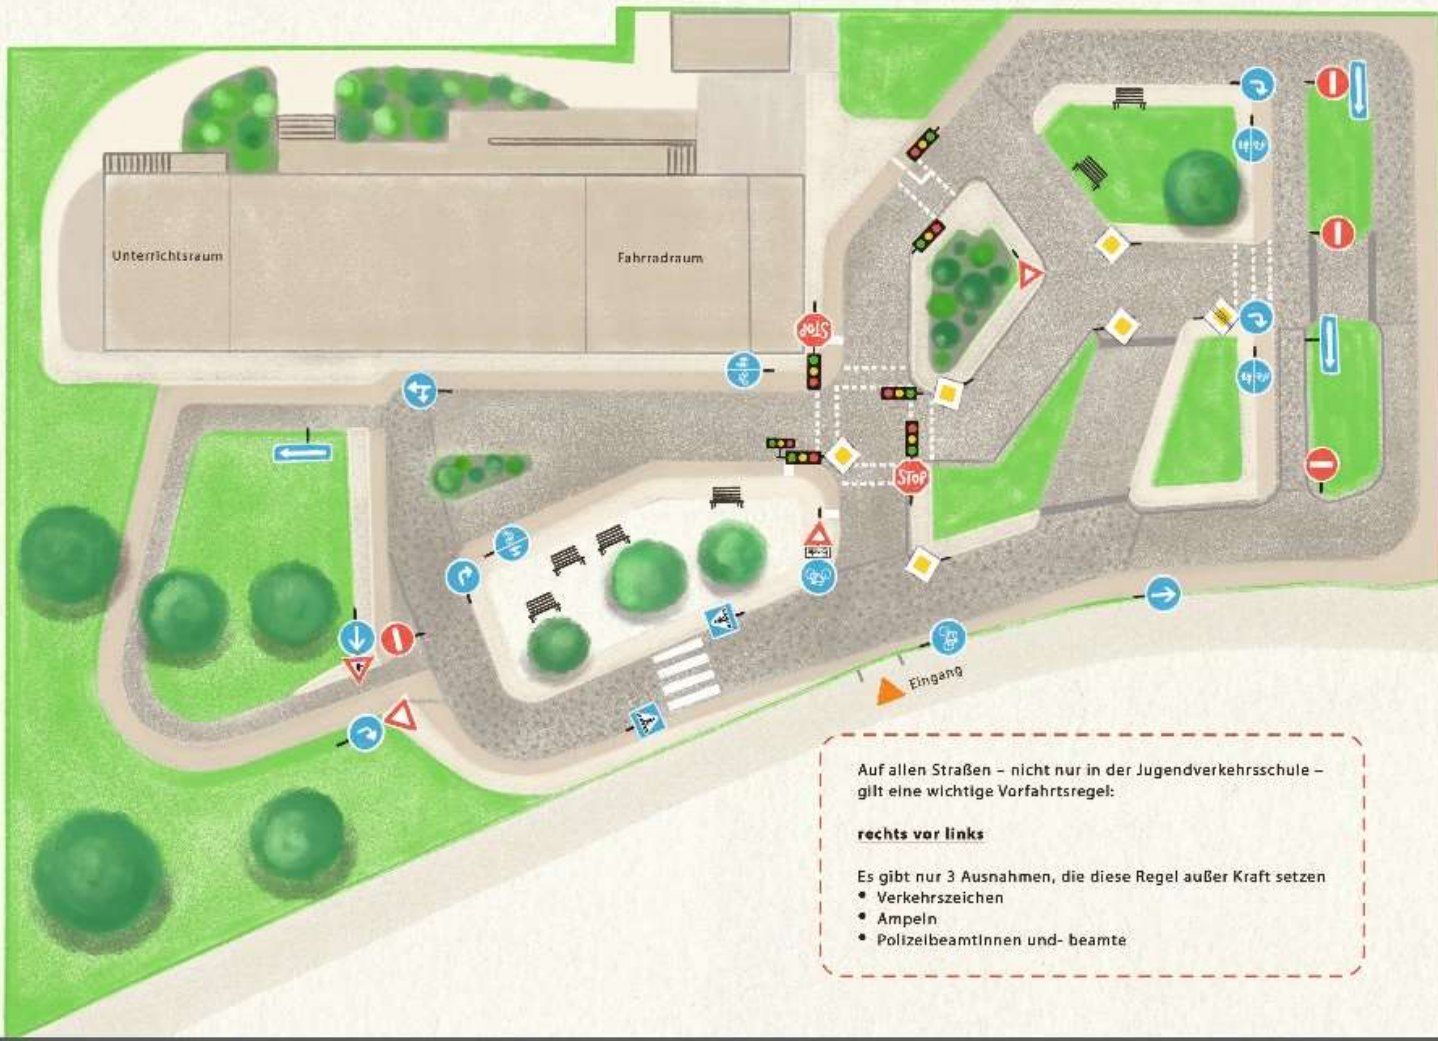 Unterrichtsraum
Fahrradraum
STOP
STOP
Eingang
Auf allen Straßen – nicht nur in der Jugendverkehrsschule –
gilt eine wichtige Vorfahrtsregel:
rechts vor links
Es gibt nur 3 Ausnahmen, die diese Regel außer Kraft setzen
• Verkehrszeichen
• Ampeln
• PolizeibeamtInnen und- beamte